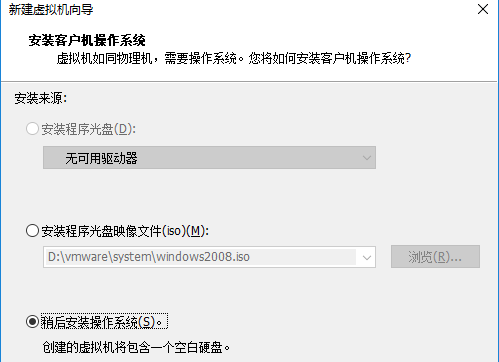 新建虚拟机向导
安装客户机操作系统
虚拟机如同物理机，需要操作系统。您将如何安装客户机操作系统?
安装来源:
安装程序光盘(D):
无可用驱动器
安装程序光盘映像文件(iso)(M):
D:\vmware\system\windows2008.iso
浏览(R)...
稍后安装操作系统(S)。
创建的虚拟机将包含一个空白硬盘。